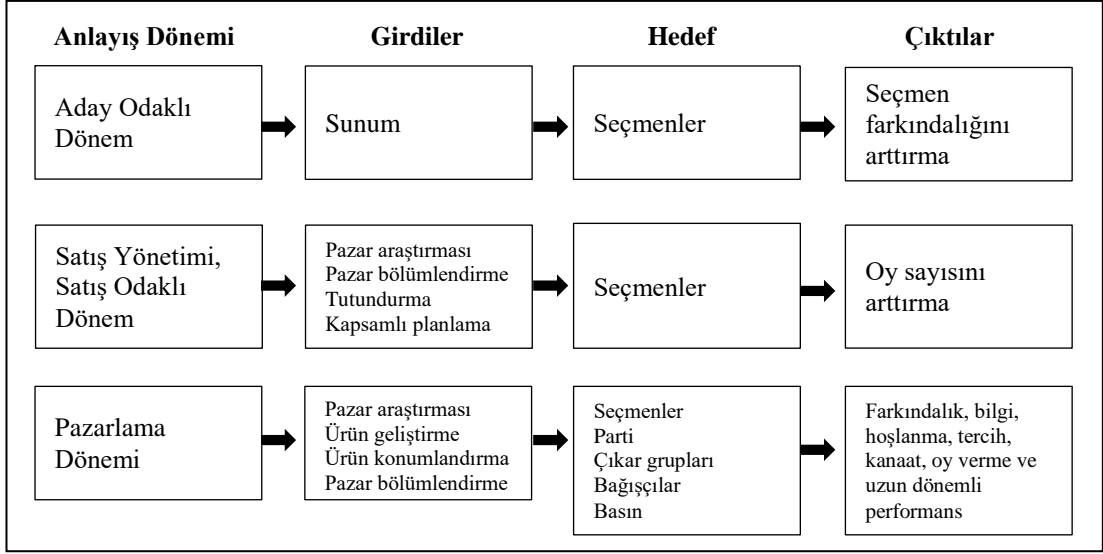 Anlayış Dönemi
Girdiler
Hedef
Çıktılar
Aday Odaklı
Dönem
Sunum
Seçmenler
Seçmen
farkındalığını
arttırma
Satış Yönetimi,
Satış Odaklı
Dönem
Pazar araştırması
Pazar bölümlendirme
Tutundurma
Kapsamlı planlama
Seçmenler
Oy sayısını
arttırma
Pazarlama
Dönemi
Pazar araştırması
Ürün geliştirme
Ürün konumlandırma
Pazar bölümlendirme
Seçmenler
Parti
Çıkar grupları
Bağışçılar
Basın
Farkındalık, bilgi,
hoşlanma, tercih,
kanaat, oy verme ve
uzun dönemli
performans